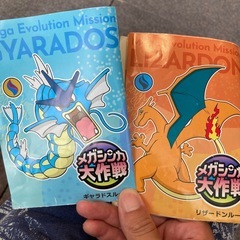 ga Evolution Mission
YARADOS
メガシンカ
大作戦
ギャラドスル
Evolution Mission
LIZARDON
メガシンカ
大作戦
リザードンル